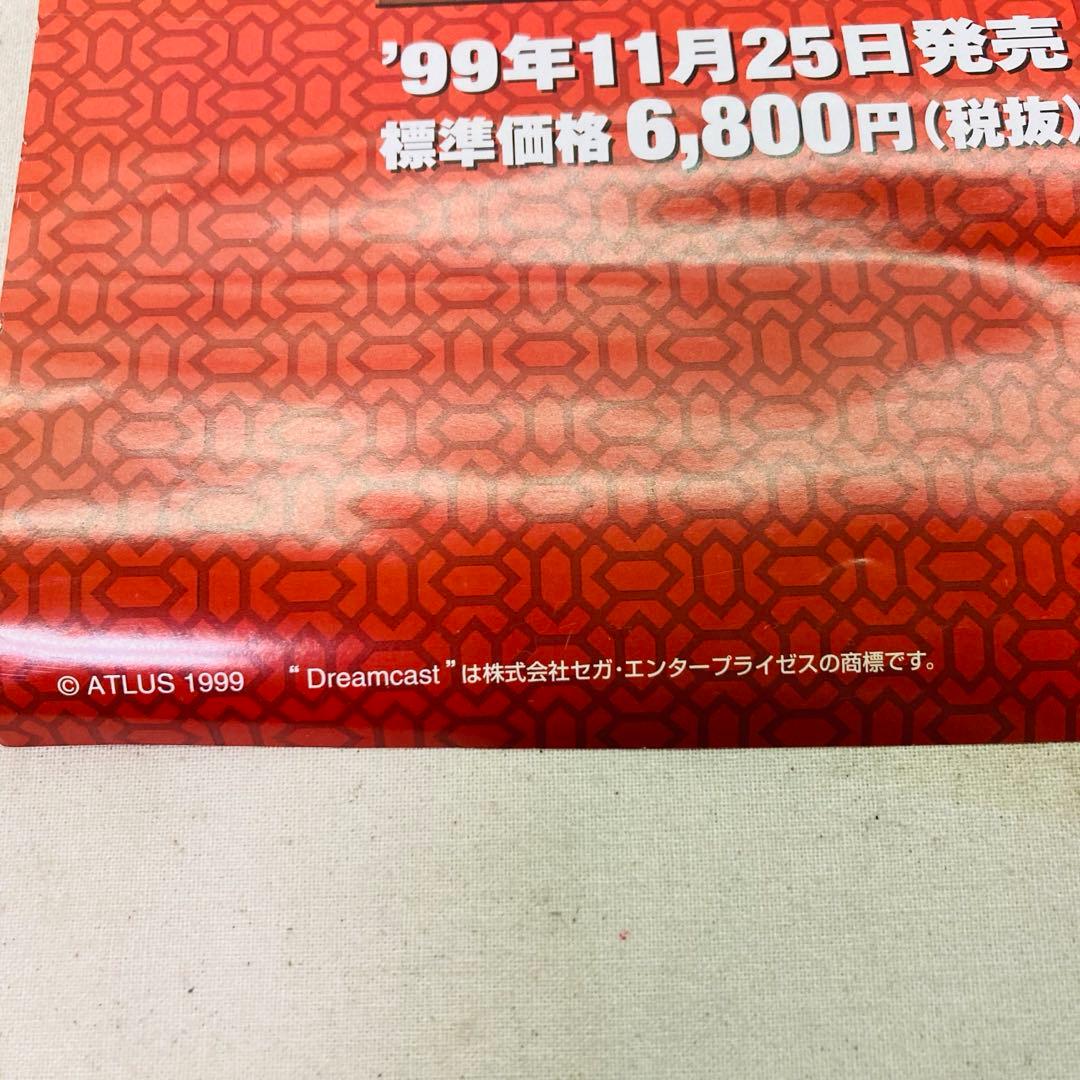 ’99年11月25日発売
標準価格 6,800円(税抜)
© ATLUS 1999 “Dreamcast”は株式会社セガ・エンタープライゼスの商標です。